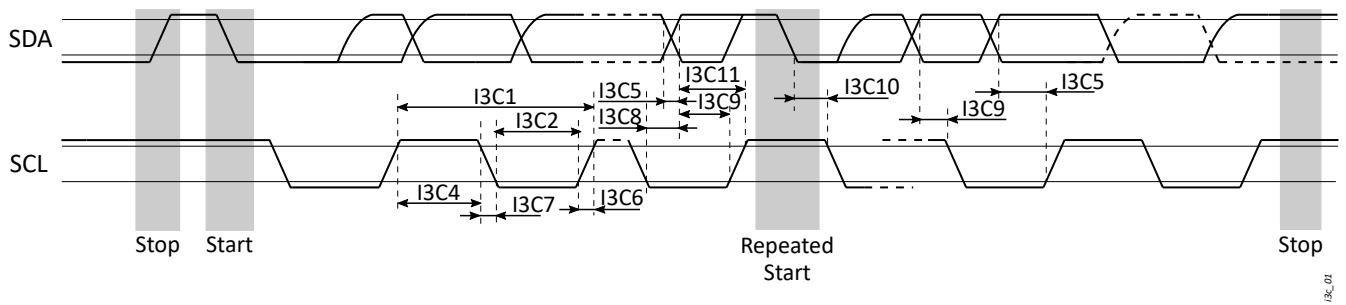 SDA
I3C11
I3C1
I3C5
I3C9
I3C10
I3C5
I3C2
I3C8
I3C9
SCL
I3C4
I3C7
I3C6
Stop
Start
Repeated
Start
Stop
i3c_01